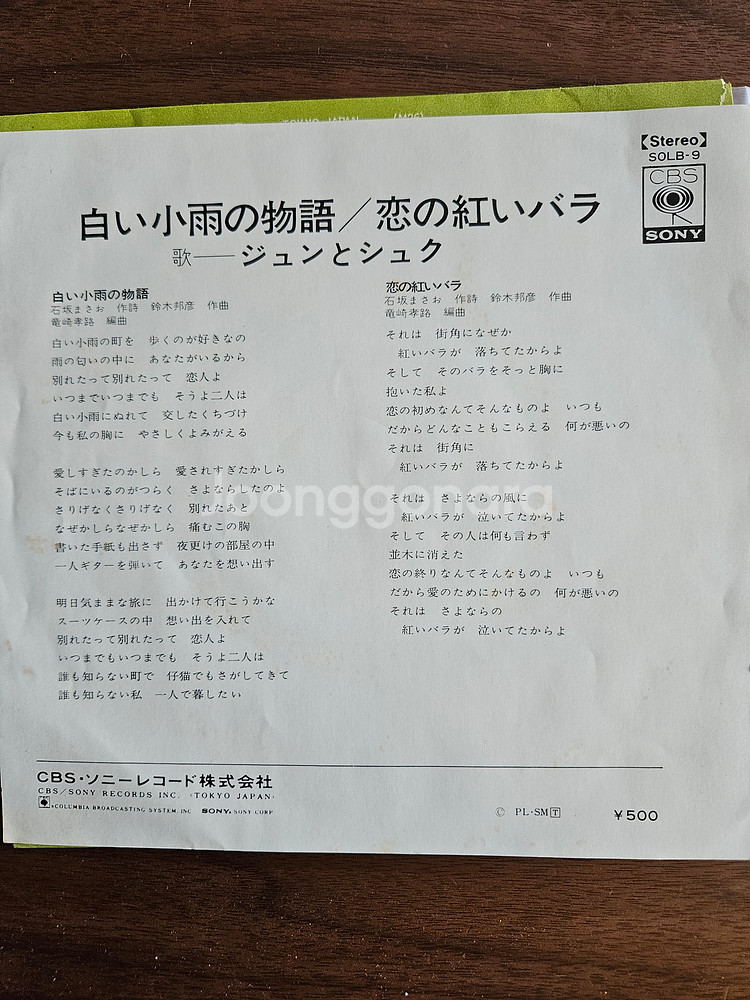 TOKYO JAPAN (M26)
【Stereo】
SOLB-9
CBS
SONY
白い小雨の物語／恋の紅いバラ
歌──ジュンとシュク
白い小雨の物語
石坂まさお 作詩 鈴木邦彦 作曲
竜崎孝路 編曲
白い小雨の町を 歩くのが好きなの
雨の匂いの中に あなたがいるから
別れたって別れたって 恋人よ
いつまでいつまでも そうよ二人は
白い小雨にぬれて 交したくちづけ
今も私の胸に やさしくよみがえる
愛しすぎたのかしら 愛されすぎたかしら
そばにいるのがつらく さよならしたのよ
さりげなくさりげなく 別れたあと
なぜかしらなぜかしら 痛むこの胸
書いた手紙も出さず 夜更けの部屋の中
一人ギターを弾いて あなたを想い出す
明日気ままな旅に 出かけて行こうかな
スーツケースの中 想い出を入れて
別れたって別れたって 恋人よ
いつまでもいつまでも そうよ二人は
誰も知らない町で 仔猫でもさがしてきて
誰も知らない私 一人で暮したい
恋の紅いバラ
石坂まさお 作詩 鈴木邦彦 作曲
竜崎孝路 編曲
それは 街角になぜか
紅いバラが 落ちてたからよ
そして そのバラをそっと胸に
抱いた私よ
恋の初めなんてそんなものよ いつも
だからどんなこともこらえる 何が悪いの
それは 街角に
紅いバラが 落ちてたからよ
それは さよならの風に
紅いバラが 泣いてたからよ
そして その人は何も言わず
並木に消えた
恋の終りなんてそんなものよ いつも
だから愛のためにかけるの 何が悪いの
それは さよならの
紅いバラが 泣いてたからよ
CBS・ソニーレコード株式会社
CBS/SONY RECORDS INC. (TOKYO JAPAN)
®COLUMBIA BROADCASTING SYSTEM, INC SONY® SONY CORP
© PL・SM T
¥500